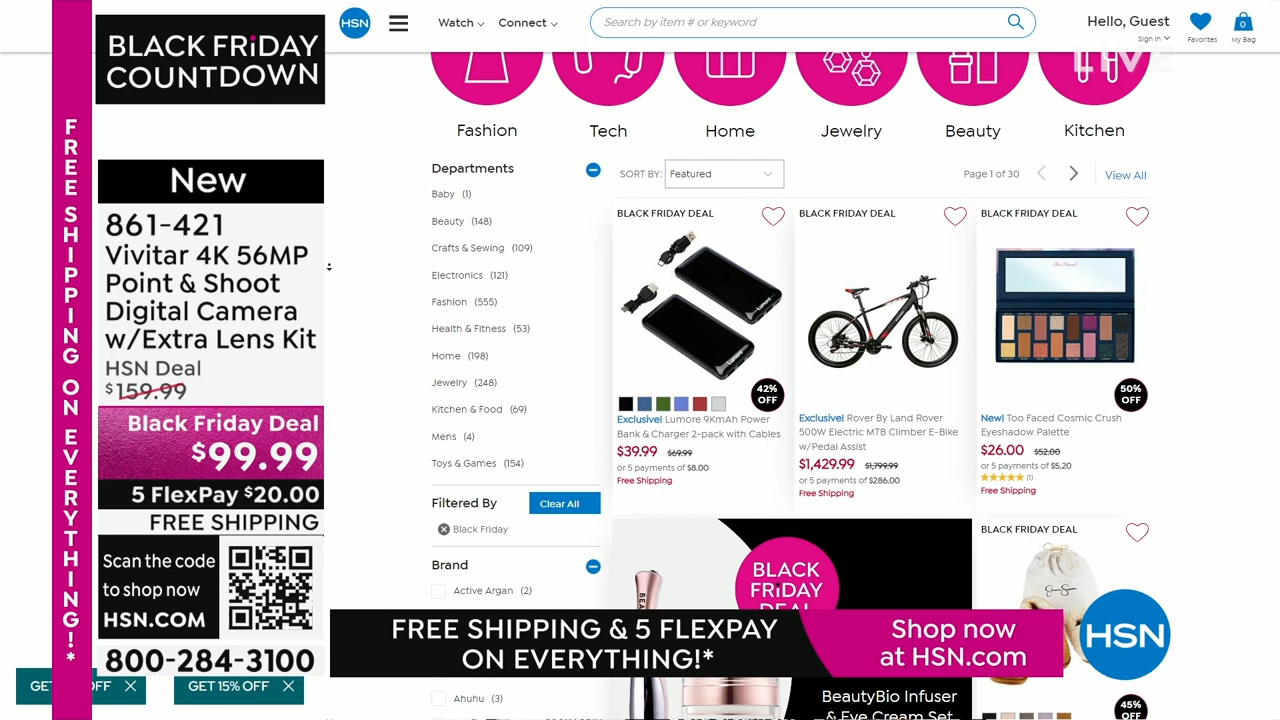 BLACK FRiDAY
COUNTDOWN
FREE SHIPPING ON EVERYTHING!*
New
861-421
Vivitar 4K 56MP
Point & Shoot
Digital Camera
w/Extra Lens Kit
HSN Deal
$159.99
Black Friday Deal
$99.99
5 FlexPay $20.00
FREE SHIPPING
Scan the code
to shop now
HSN.COM
800-284-3100
GET
OFF
GET 15% OFF
HSN
Watch
Connect
Search by item # or keyword
Hello, Guest
Sign in
Favorites
0
My Bag
LIVE
Fashion
Tech
Home
Jewelry
Beauty
Kitchen
Departments
Baby (1)
Beauty (148)
Crafts & Sewing (109)
Electronics (121)
Fashion (555)
Health & Fitness (53)
Home (198)
Jewelry (248)
Kitchen & Food (69)
Mens (4)
Toys & Games (154)
Filtered By
Clear All
Black Friday
Brand
Active Argan (2)
Ahuhu (3)
SORT BY: Featured
Page 1 of 30
View All
BLACK FRIDAY DEAL
Lumore
Lumore
42%
OFF
Exclusive! Lumore 9KmAh Power
Bank & Charger 2-pack with Cables
$39.99 $69.99
or 5 payments of $8.00
Free Shipping
BLACK FRIDAY DEAL
Exclusive! Rover By Land Rover
500W Electric MTB Climber E-Bike
w/Pedal Assist
$1,429.99 $1,799.99
or 5 payments of $286.00
Free Shipping
BLACK FRIDAY DEAL
50%
OFF
New! Too Faced Cosmic Crush
Eyeshadow Palette
$26.00 $52.00
or 5 payments of $5.20
(1)
Free Shipping
BLACK
FRiDAY
DEAL
BeautyBio Infuser
& Eye Cream Set
BLACK FRIDAY DEAL
45%
OFF
FREE SHIPPING & 5 FLEXPAY
ON EVERYTHING!*
Shop now
at HSN.com
HSN